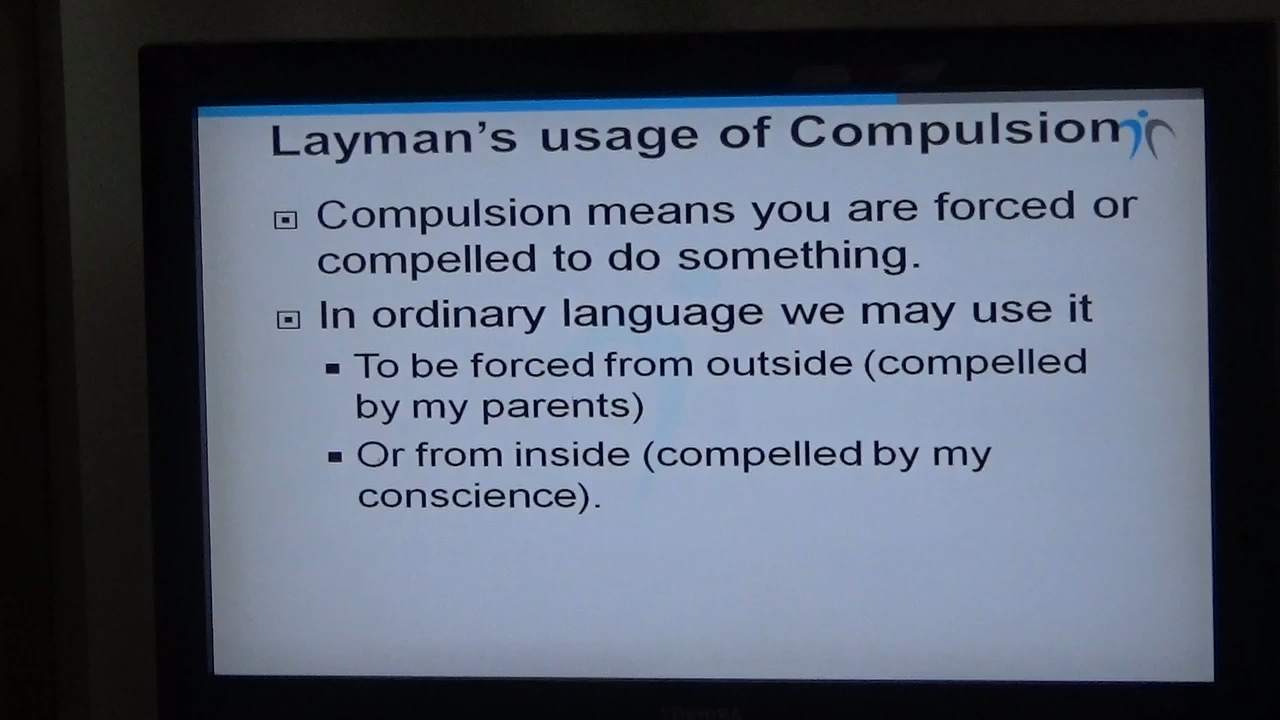 Layman's usage of Compulsion
Compulsion means you are forced or
compelled to do something.
In ordinary language we may use it
To be forced from outside (compelled
by my parents)
Or from inside (compelled by my
conscience).